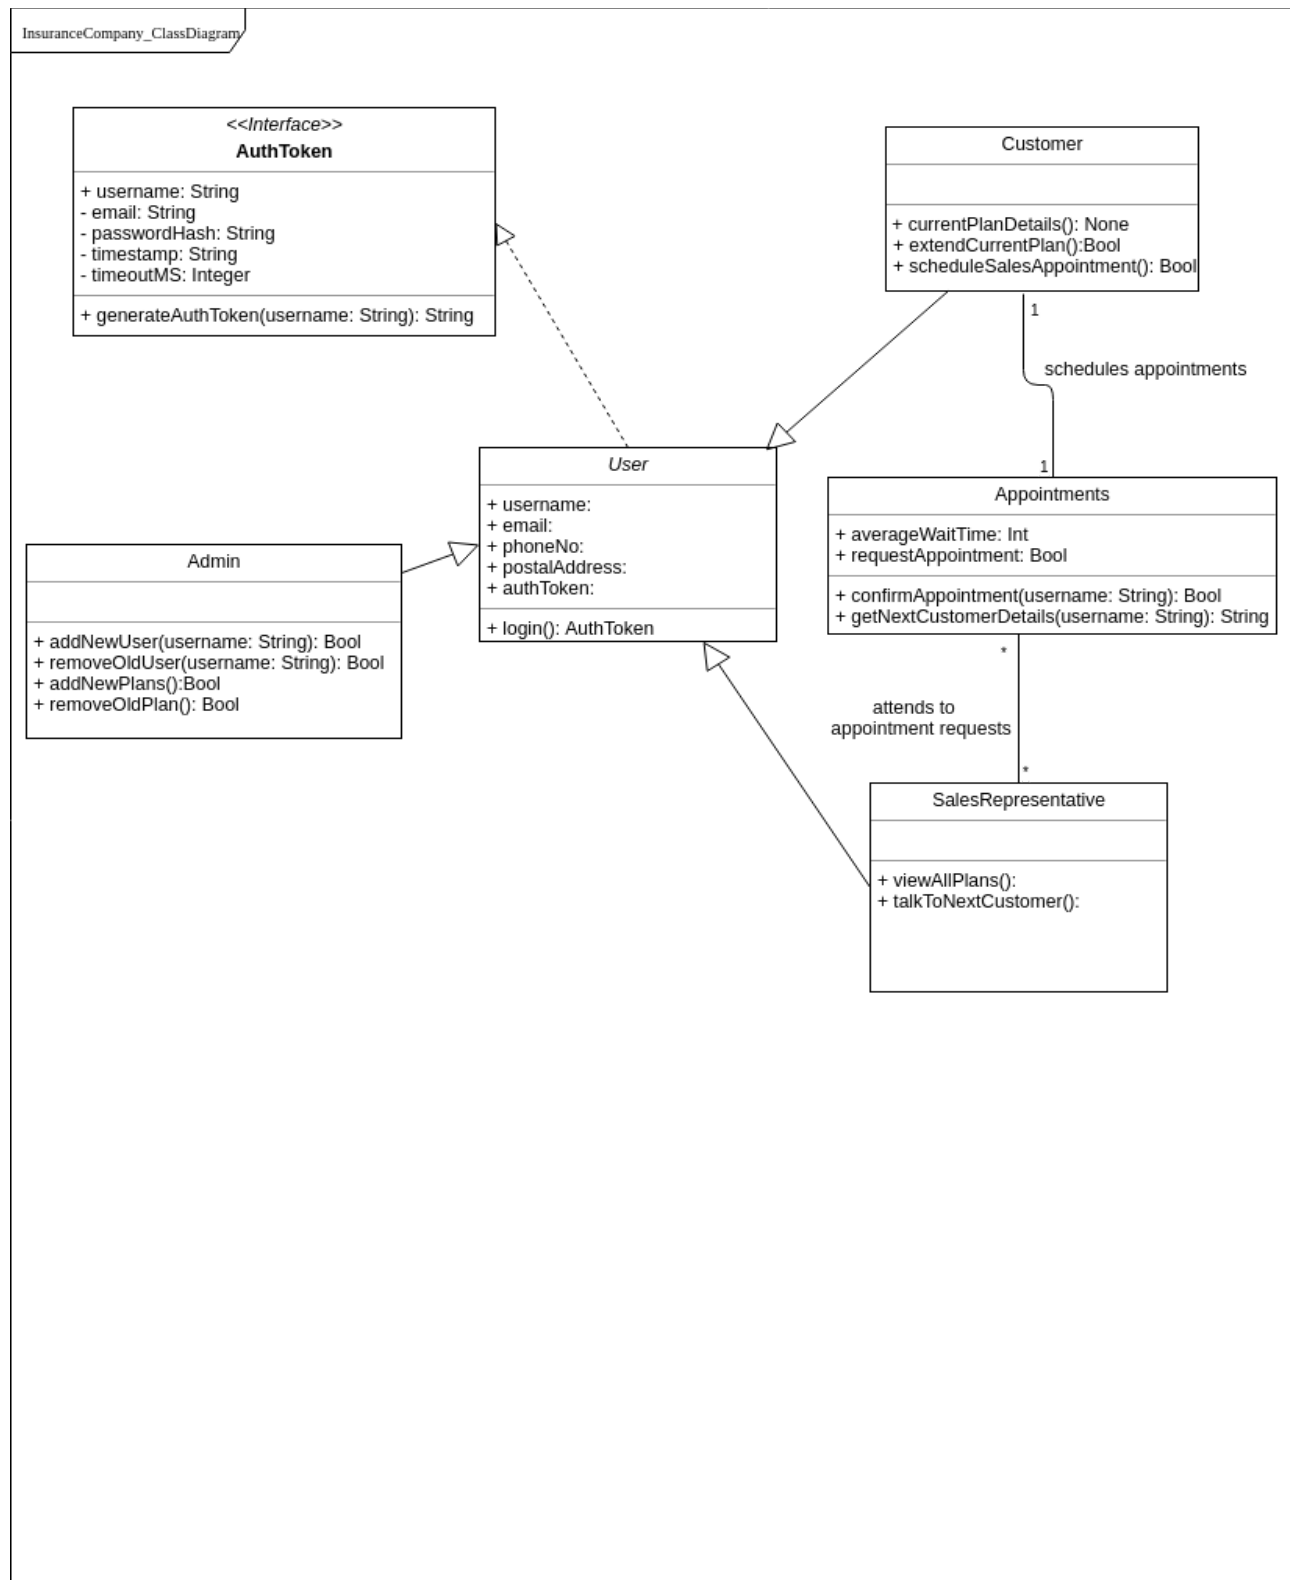 InsuranceCompany_ClassDiagram
<<Interface>>
AuthToken
+ username: String
- email: String
- passwordHash: String
- timestamp: String
- timeoutMS: Integer
+ generateAuthToken(username: String): String
Customer
+ currentPlanDetails(): None
+ extendCurrentPlan():Bool
+ scheduleSalesAppointment(): Bool
1
schedules appointments
1
User
+ username:
+ email:
+ phoneNo:
+ postalAddress:
+ authToken:
+ login(): AuthToken
Appointments
+ averageWaitTime: Int
+ requestAppointment: Bool
+ confirmAppointment(username: String): Bool
+ getNextCustomerDetails(username: String): String
Admin
+ addNewUser(username: String): Bool
+ removeOldUser(username: String): Bool
+ addNewPlans():Bool
+ removeOldPlan(): Bool
*
attends to
appointment requests
*
SalesRepresentative
+ viewAllPlans():
+ talkToNextCustomer():